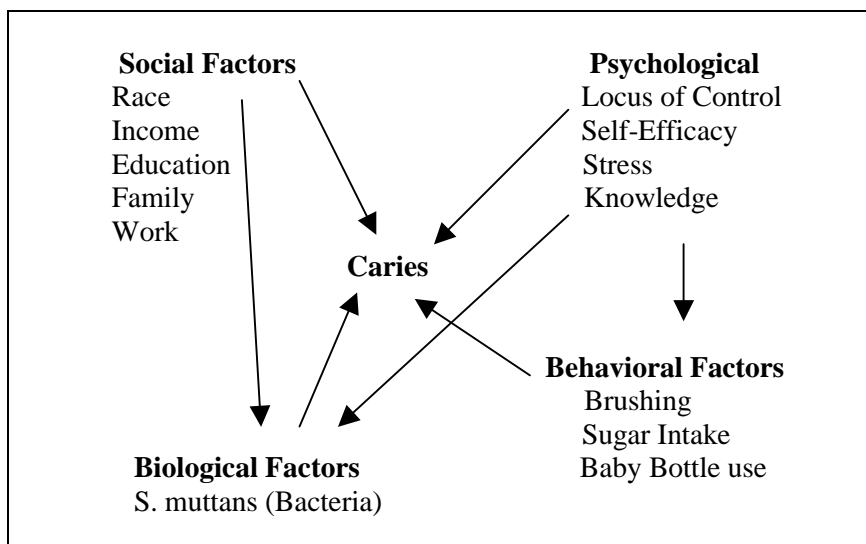 Social Factors
Race
Income
Education
Family
Work
Psychological
Locus of Control
Self-Efficacy
Stress
Knowledge
Caries
Behavioral Factors
Brushing
Sugar Intake
Baby Bottle use
Biological Factors
S. muttans (Bacteria)